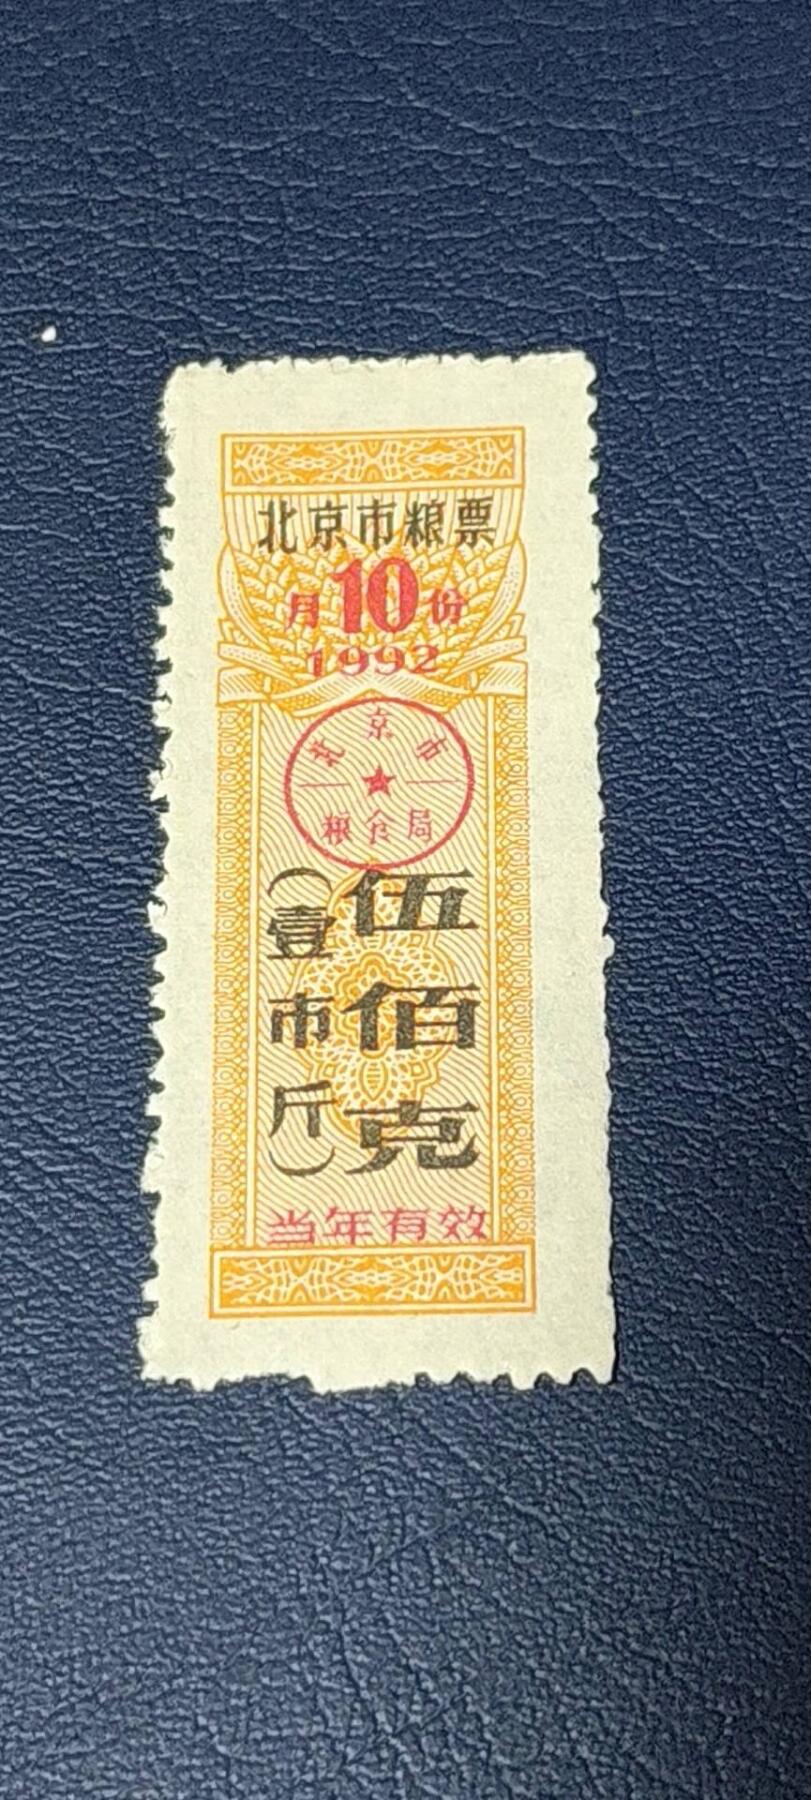 北京市粮票
月10份
1992
北京市
粮食局
伍佰克
（壹市斤）
当年有效